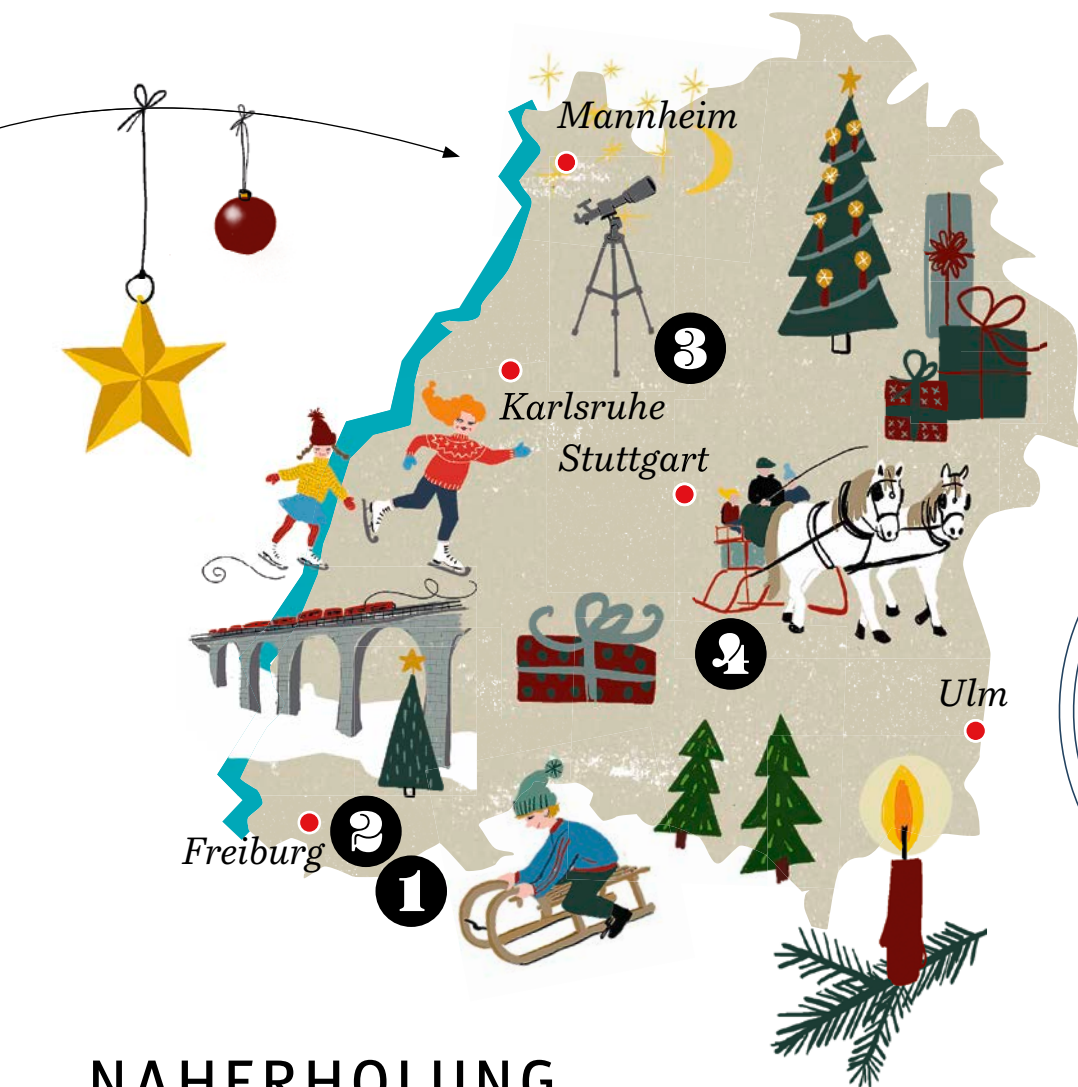 Mannheim
3
Karlsruhe
Stuttgart
4
Ulm
Freiburg
2
1
NAHERHOLUNG